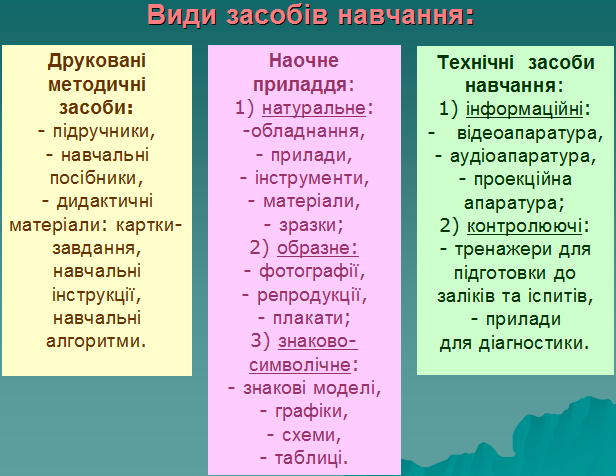 Види засобів навчання:
Друковані
методичні
засоби:
- підручники,
- навчальні
посібники,
- дидактичні
матеріали: картки-
завдання,
навчальні
інструкції,
навчальні
алгоритми.
Наочне
приладдя:
1) натуральне:
-обладнання,
- прилади,
- інструменти,
- матеріали,
- зразки;
2) образне:
- фотографії,
- репродукції,
- плакати;
3) знаково-
символічне:
- знакові моделі,
- графіки,
- схеми,
- таблиці.
Технічні засоби
навчання:
1) інформаційні:
- відеоапаратура,
- аудіоапаратура,
- проекційна
апаратура;
2) контролюючі:
- тренажери для
підготовки до
заліків та іспитів,
- прилади
для діагностики.